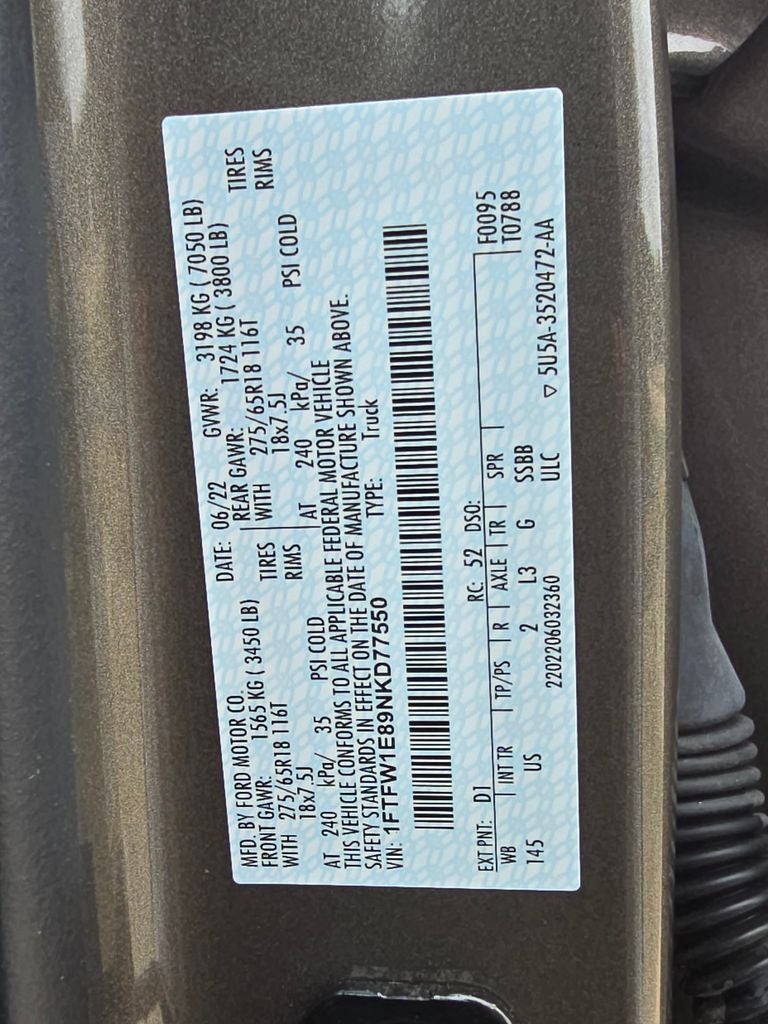 MFD. BY FORD MOTOR CO.
DATE: 06/22 GVWR: 3198 KG ( 7050 LB)
FRONT GAWR: 1565 KG ( 3450 LB) REAR GAWR: 1724 KG ( 3800 LB)
WITH 275/65R18 116T TIRES WITH 275/65R18 116T TIRES
18x7.5J RIMS 18x7.5J RIMS
AT 240 kPa/ 35 PSI COLD AT 240 kPa/ 35 PSI COLD
THIS VEHICLE CONFORMS TO ALL APPLICABLE FEDERAL MOTOR VEHICLE
SAFETY STANDARDS IN EFFECT ON THE DATE OF MANUFACTURE SHOWN ABOVE.
VIN: 1FTFW1E89NKD77550 TYPE: Truck
EXT PNT: D1 RC: 52 DSO: F0095
WB INT TR TP/PS R AXLE TR SPR T0788
145 US 2 L3 G SSBB
2202206032360 ULC ▽ 5U5A-3520472-AA